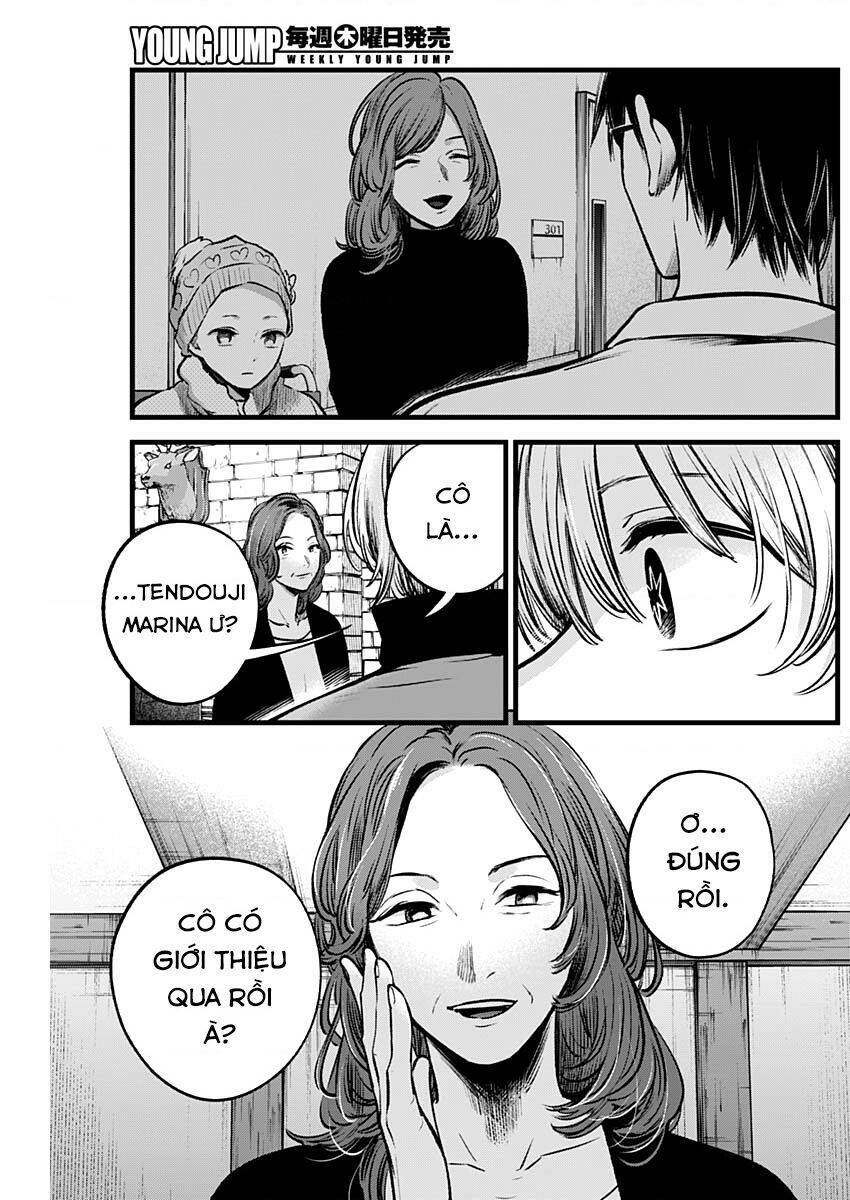 YOUNG JUMP 毎週木曜日発売
WEEKLY YOUNG JUMP
301
CÔ
LÀ...
...TENDOUJI
MARINA Ư?
Ơ...
ĐÚNG
RỒI.
CÔ CÓ
GIỚI THIỆU
QUA RỒI
À?